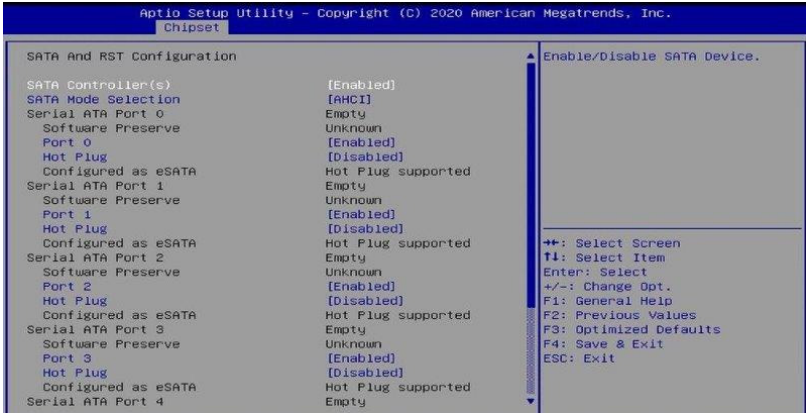 Aptio Setup Utility – Copyright (C) 2020 American Megatrends, Inc.
Chipset
SATA And RST Configuration
SATA Controller(s) [Enabled]
SATA Mode Selection [AHCI]
Serial ATA Port 0 Empty
Software Preserve Unknown
Port 0 [Enabled]
Hot Plug [Disabled]
Configured as eSATA Hot Plug supported
Serial ATA Port 1 Empty
Software Preserve Unknown
Port 1 [Enabled]
Hot Plug [Disabled]
Configured as eSATA Hot Plug supported
Serial ATA Port 2 Empty
Software Preserve Unknown
Port 2 [Enabled]
Hot Plug [Disabled]
Configured as eSATA Hot Plug supported
Serial ATA Port 3 Empty
Software Preserve Unknown
Port 3 [Enabled]
Hot Plug [Disabled]
Configured as eSATA Hot Plug supported
Serial ATA Port 4 Empty
Enable/Disable SATA Device.
→←: Select Screen
↑↓: Select Item
Enter: Select
+/-: Change Opt.
F1: General Help
F2: Previous Values
F3: Optimized Defaults
F4: Save & Exit
ESC: Exit